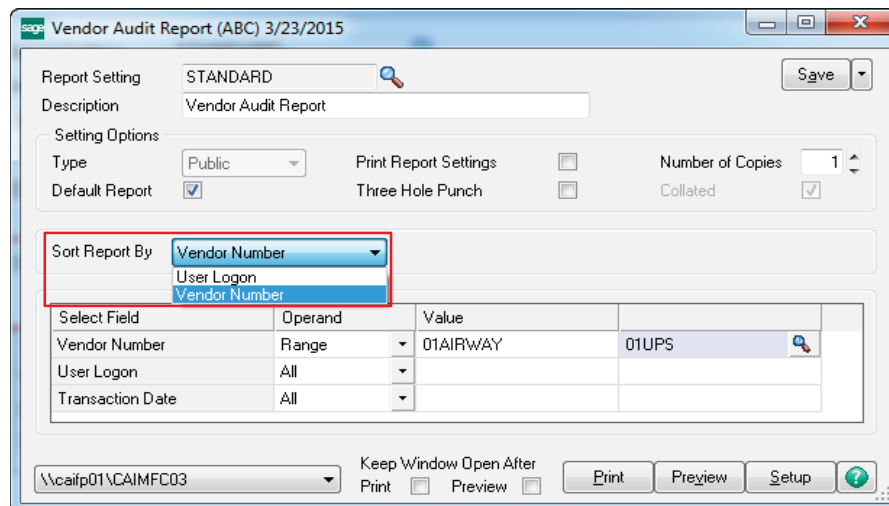 sage Vendor Audit Report (ABC) 3/23/2015
Report Setting STANDARD Save
Description Vendor Audit Report
Setting Options
Type Public Print Report Settings Number of Copies 1
Default Report Three Hole Punch Collated
Sort Report By Vendor Number
User Logon
Vendor Number
Select Field Operand Value
Vendor Number Range 01AIRWAY 01UPS
User Logon All
Transaction Date All
Keep Window Open After
\\caifp01\CAIMFC03 Print Preview Print Preview Setup ?